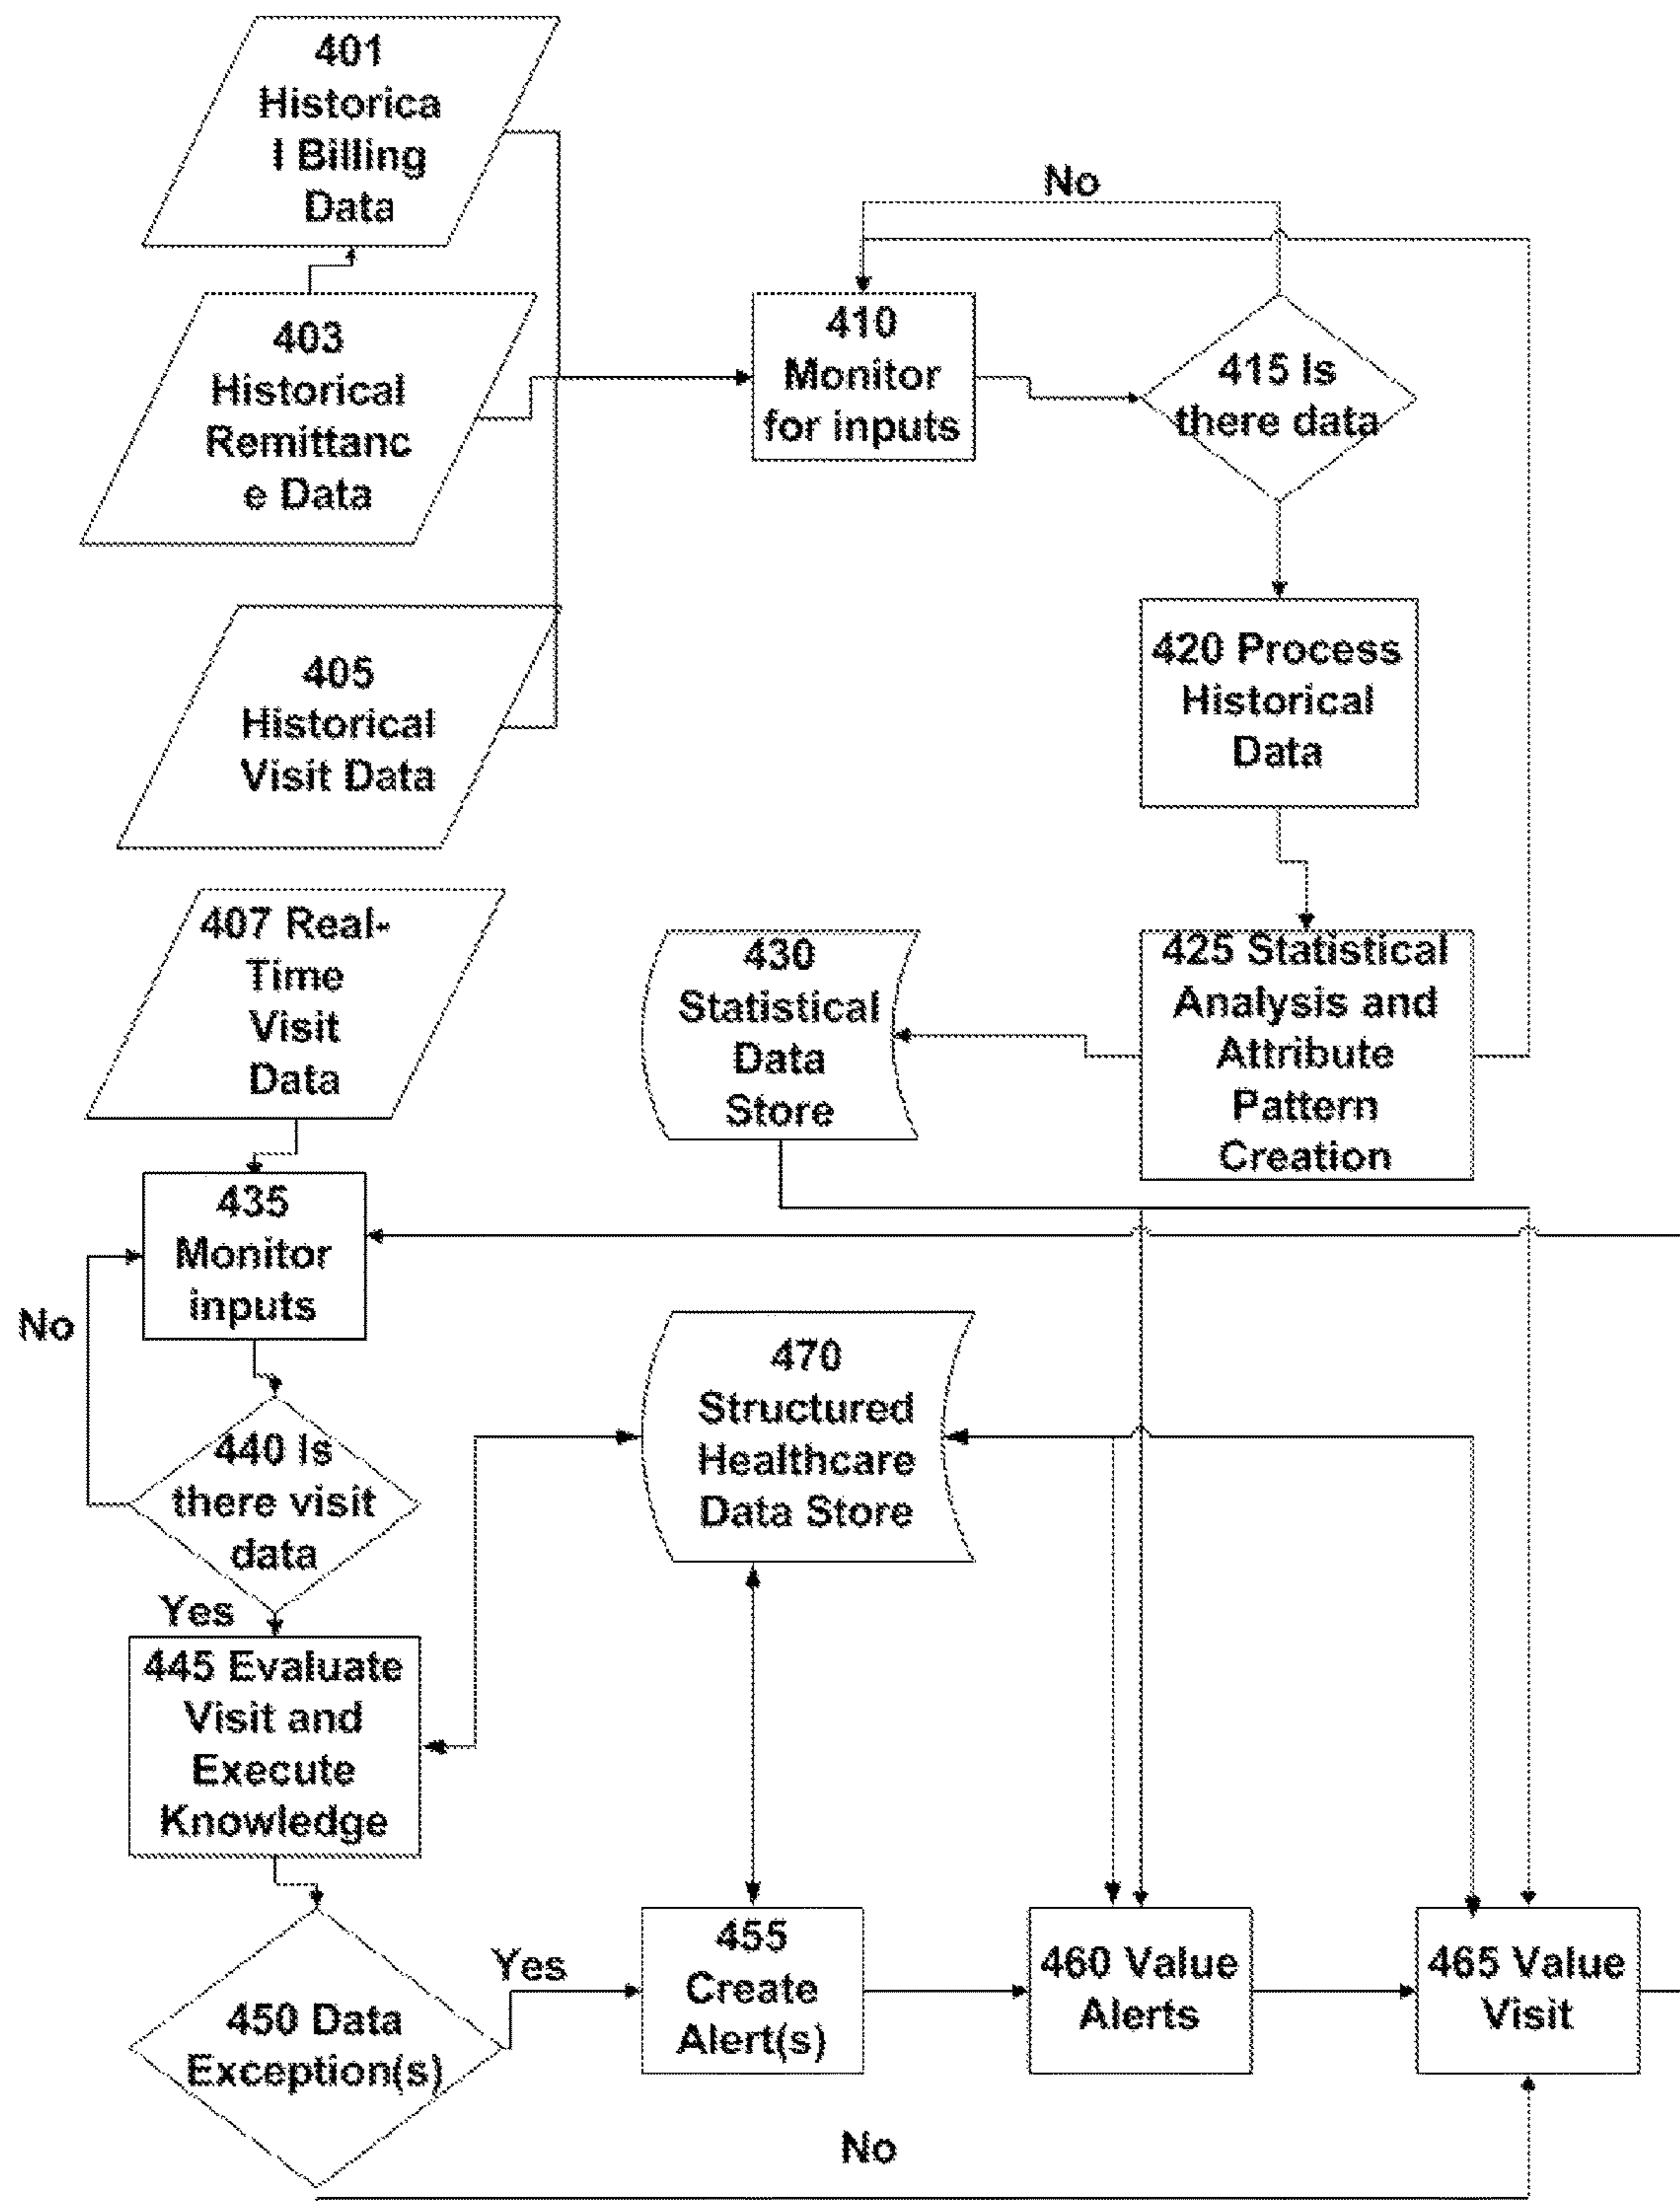 401
Historica
l Billing
Data
No
403
Historical
Remittanc
e Data
410
Monitor
for inputs
415 Is
there data
405
Historical
Visit Data
420 Process
Historical
Data
407 Real-
Time
Visit
Data
430
Statistical
Data
Store
425 Statistical
Analysis and
Attribute
Pattern
Creation
435
Monitor
inputs
No
440 Is
there visit
data
Yes
470
Structured
Healthcare
Data Store
445 Evaluate
Visit and
Execute
Knowledge
450 Data
Exception(s)
Yes
455
Create
Alert(s)
460 Value
Alerts
465 Value
Visit
No